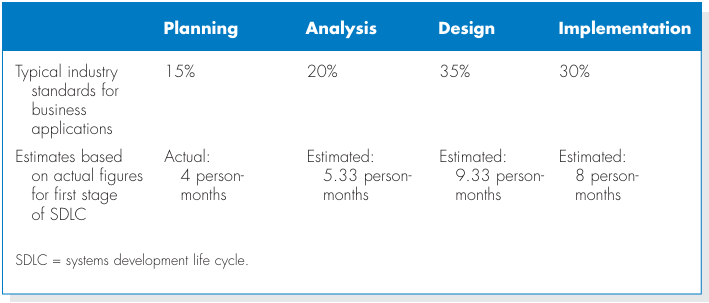 Planning Analysis Design Implementation
Typical industry 15% 20% 35% 30%
standards for
business
applications
Estimates based Actual: Estimated: Estimated: Estimated:
on actual figures 4 person- 5.33 person- 9.33 person- 8 person-
for first stage months months months months
of SDLC
SDLC = systems development life cycle.